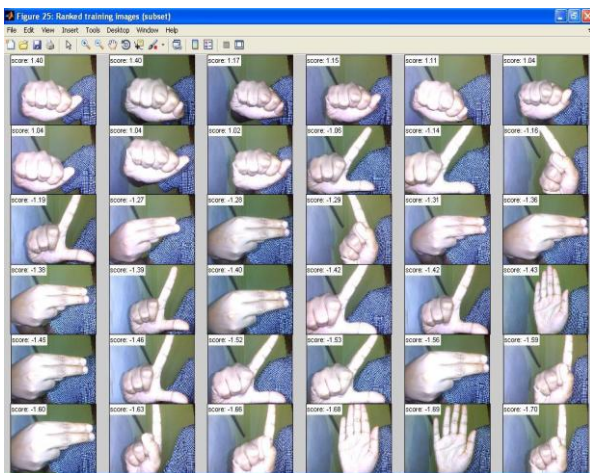 Figure 25: Ranked training images (subset)
File Edit View Insert Tools Desktop Window Help
score: 1.40 score: 1.40 score: 1.17 score: 1.15 score: 1.11 score: 1.04
score: 1.04 score: 1.04 score: 1.02 score: -1.06 score: -1.14 score: -1.16
score: -1.19 score: -1.27 score: -1.28 score: -1.29 score: -1.31 score: -1.36
score: -1.38 score: -1.39 score: -1.40 score: -1.42 score: -1.42 score: -1.43
score: -1.45 score: -1.46 score: -1.52 score: -1.53 score: -1.56 score: -1.59
score: -1.60 score: -1.63 score: -1.66 score: -1.68 score: -1.69 score: -1.70